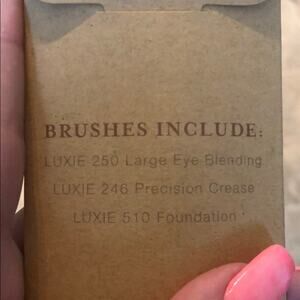 BRUSHES INCLUDE:
LUXIE 250 Large Eye Blending
LUXIE 246 Precision Crease
LUXIE 510 Foundation